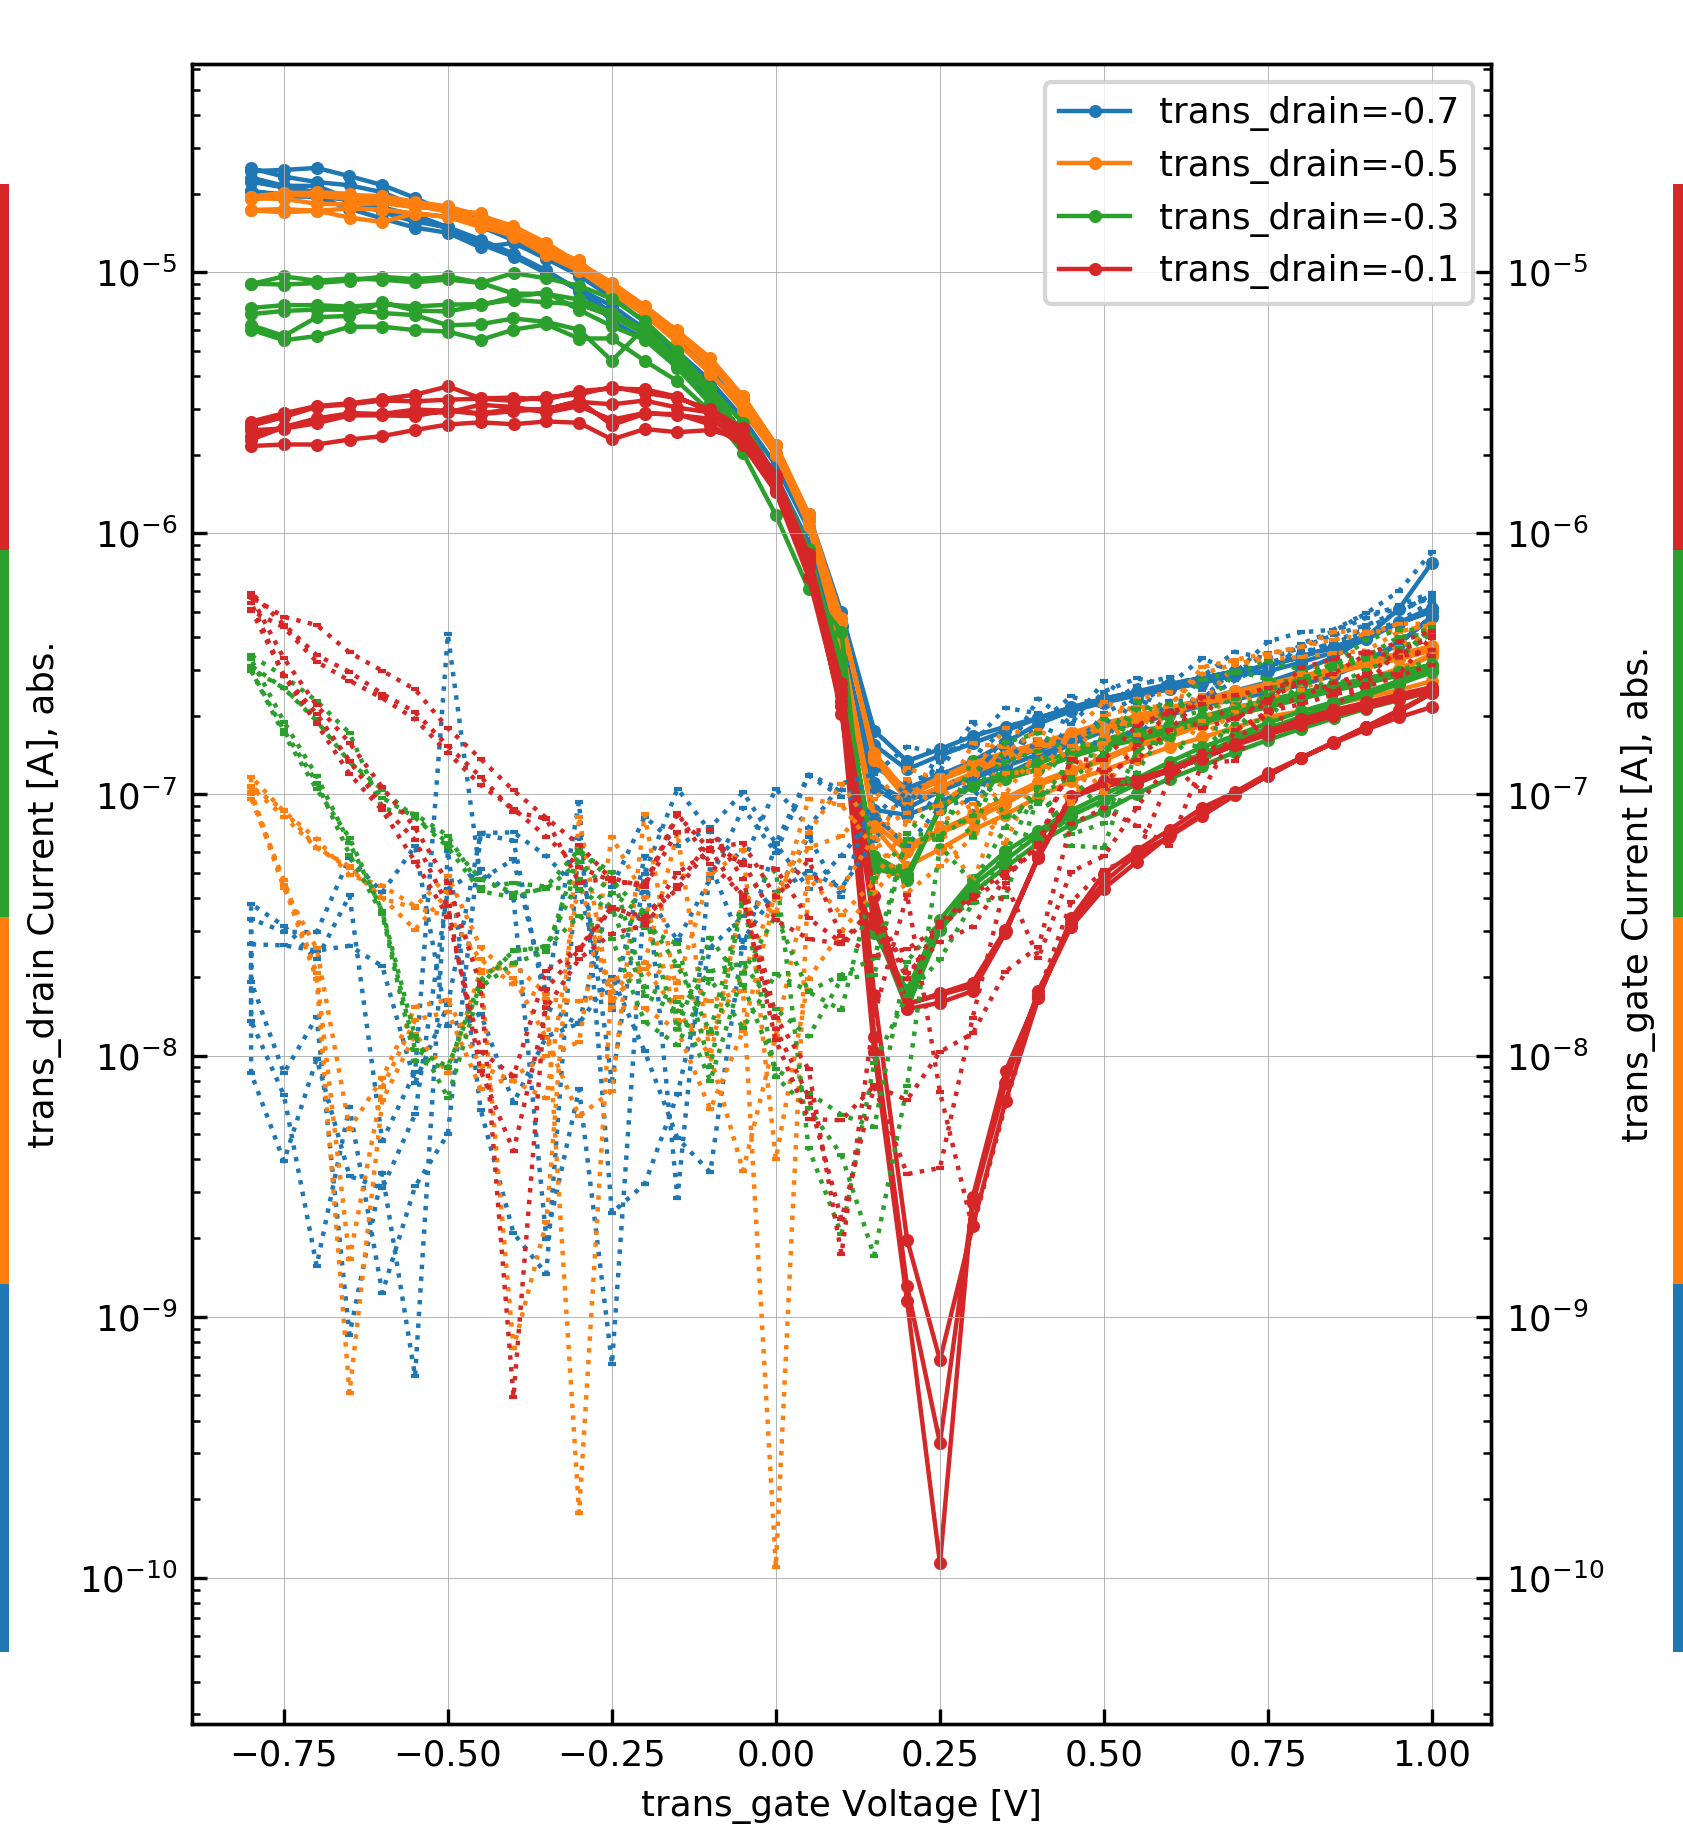 trans_drain=-0.7
trans_drain=-0.5
trans_drain=-0.3
trans_drain=-0.1
10⁻⁵
10⁻⁶
10⁻⁷
10⁻⁸
10⁻⁹
10⁻¹⁰
trans_drain Current [A], abs.
10⁻⁵
10⁻⁶
10⁻⁷
10⁻⁸
10⁻⁹
10⁻¹⁰
trans_gate Current [A], abs.
−0.75 −0.50 −0.25 0.00 0.25 0.50 0.75 1.00
trans_gate Voltage [V]